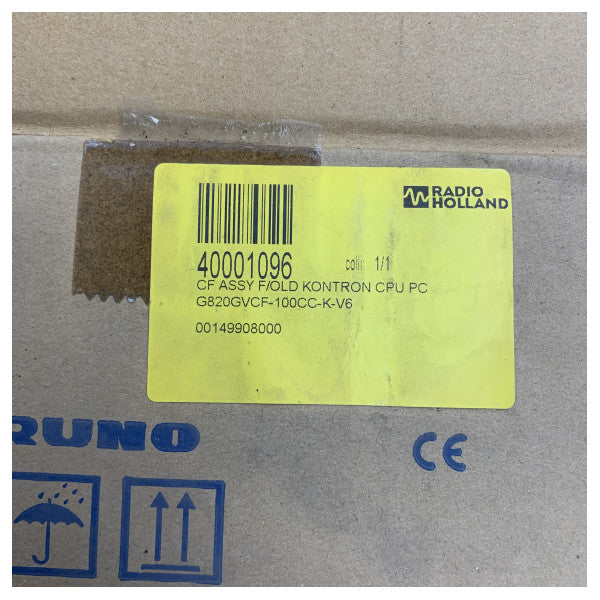 RADIO
HOLLAND
40001096 colli: 1/1
CF ASSY F/OLD KONTRON CPU PC
G820GVCF-100CC-K-V6
00149908000
RUNO
CE